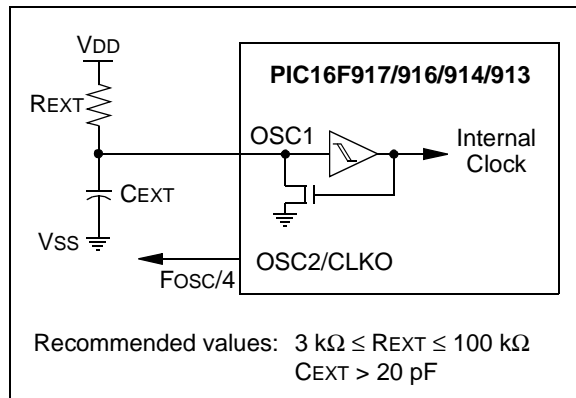 VDD
PIC16F917/916/914/913
REXT
OSC1
Internal
Clock
CEXT
VSS
OSC2/CLKO
FOSC/4
Recommended values: 3 kΩ ≤ REXT ≤ 100 kΩ
CEXT > 20 pF